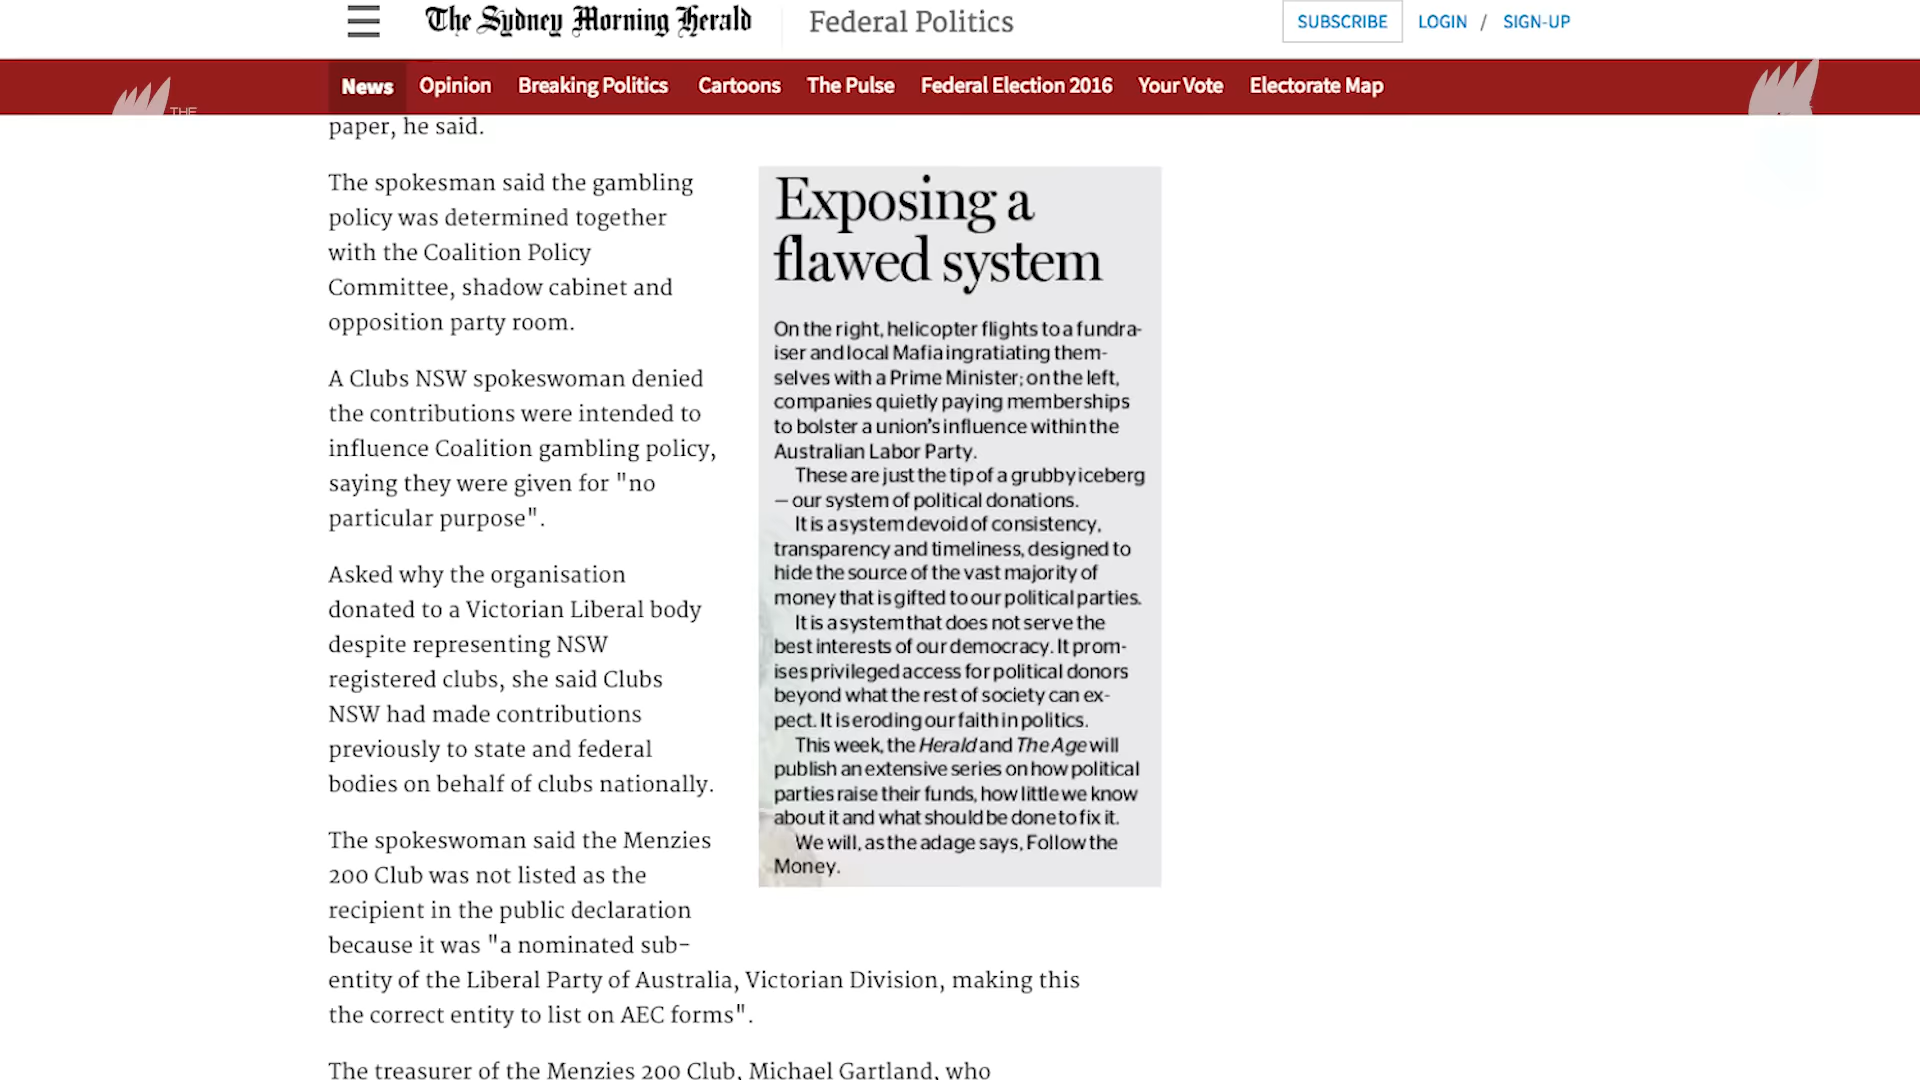 The Sydney Morning Herald
Federal Politics
SUBSCRIBE
LOGIN / SIGN-UP
News
Opinion
Breaking Politics
Cartoons
The Pulse
Federal Election 2016
Your Vote
Electorate Map
THE
paper, he said.
The spokesman said the gambling
policy was determined together
with the Coalition Policy
Committee, shadow cabinet and
opposition party room.
A Clubs NSW spokeswoman denied
the contributions were intended to
influence Coalition gambling policy,
saying they were given for "no
particular purpose".
Asked why the organisation
donated to a Victorian Liberal body
despite representing NSW
registered clubs, she said Clubs
NSW had made contributions
previously to state and federal
bodies on behalf of clubs nationally.
The spokeswoman said the Menzies
200 Club was not listed as the
recipient in the public declaration
because it was "a nominated sub-
entity of the Liberal Party of Australia, Victorian Division, making this
the correct entity to list on AEC forms".
The treasurer of the Menzies 200 Club, Michael Gartland, who
Exposing a
flawed system
On the right, helicopter flights to a fundra-
iser and local Mafia ingratiating them-
selves with a Prime Minister; on the left,
companies quietly paying memberships
to bolster a union's influence within the
Australian Labor Party.
These are just the tip of a grubby iceberg
– our system of political donations.
It is a system devoid of consistency,
transparency and timeliness, designed to
hide the source of the vast majority of
money that is gifted to our political parties.
It is a system that does not serve the
best interests of our democracy. It prom-
ises privileged access for political donors
beyond what the rest of society can ex-
pect. It is eroding our faith in politics.
This week, the Herald and The Age will
publish an extensive series on how political
parties raise their funds, how little we know
about it and what should be done to fix it.
We will, as the adage says, Follow the
Money.